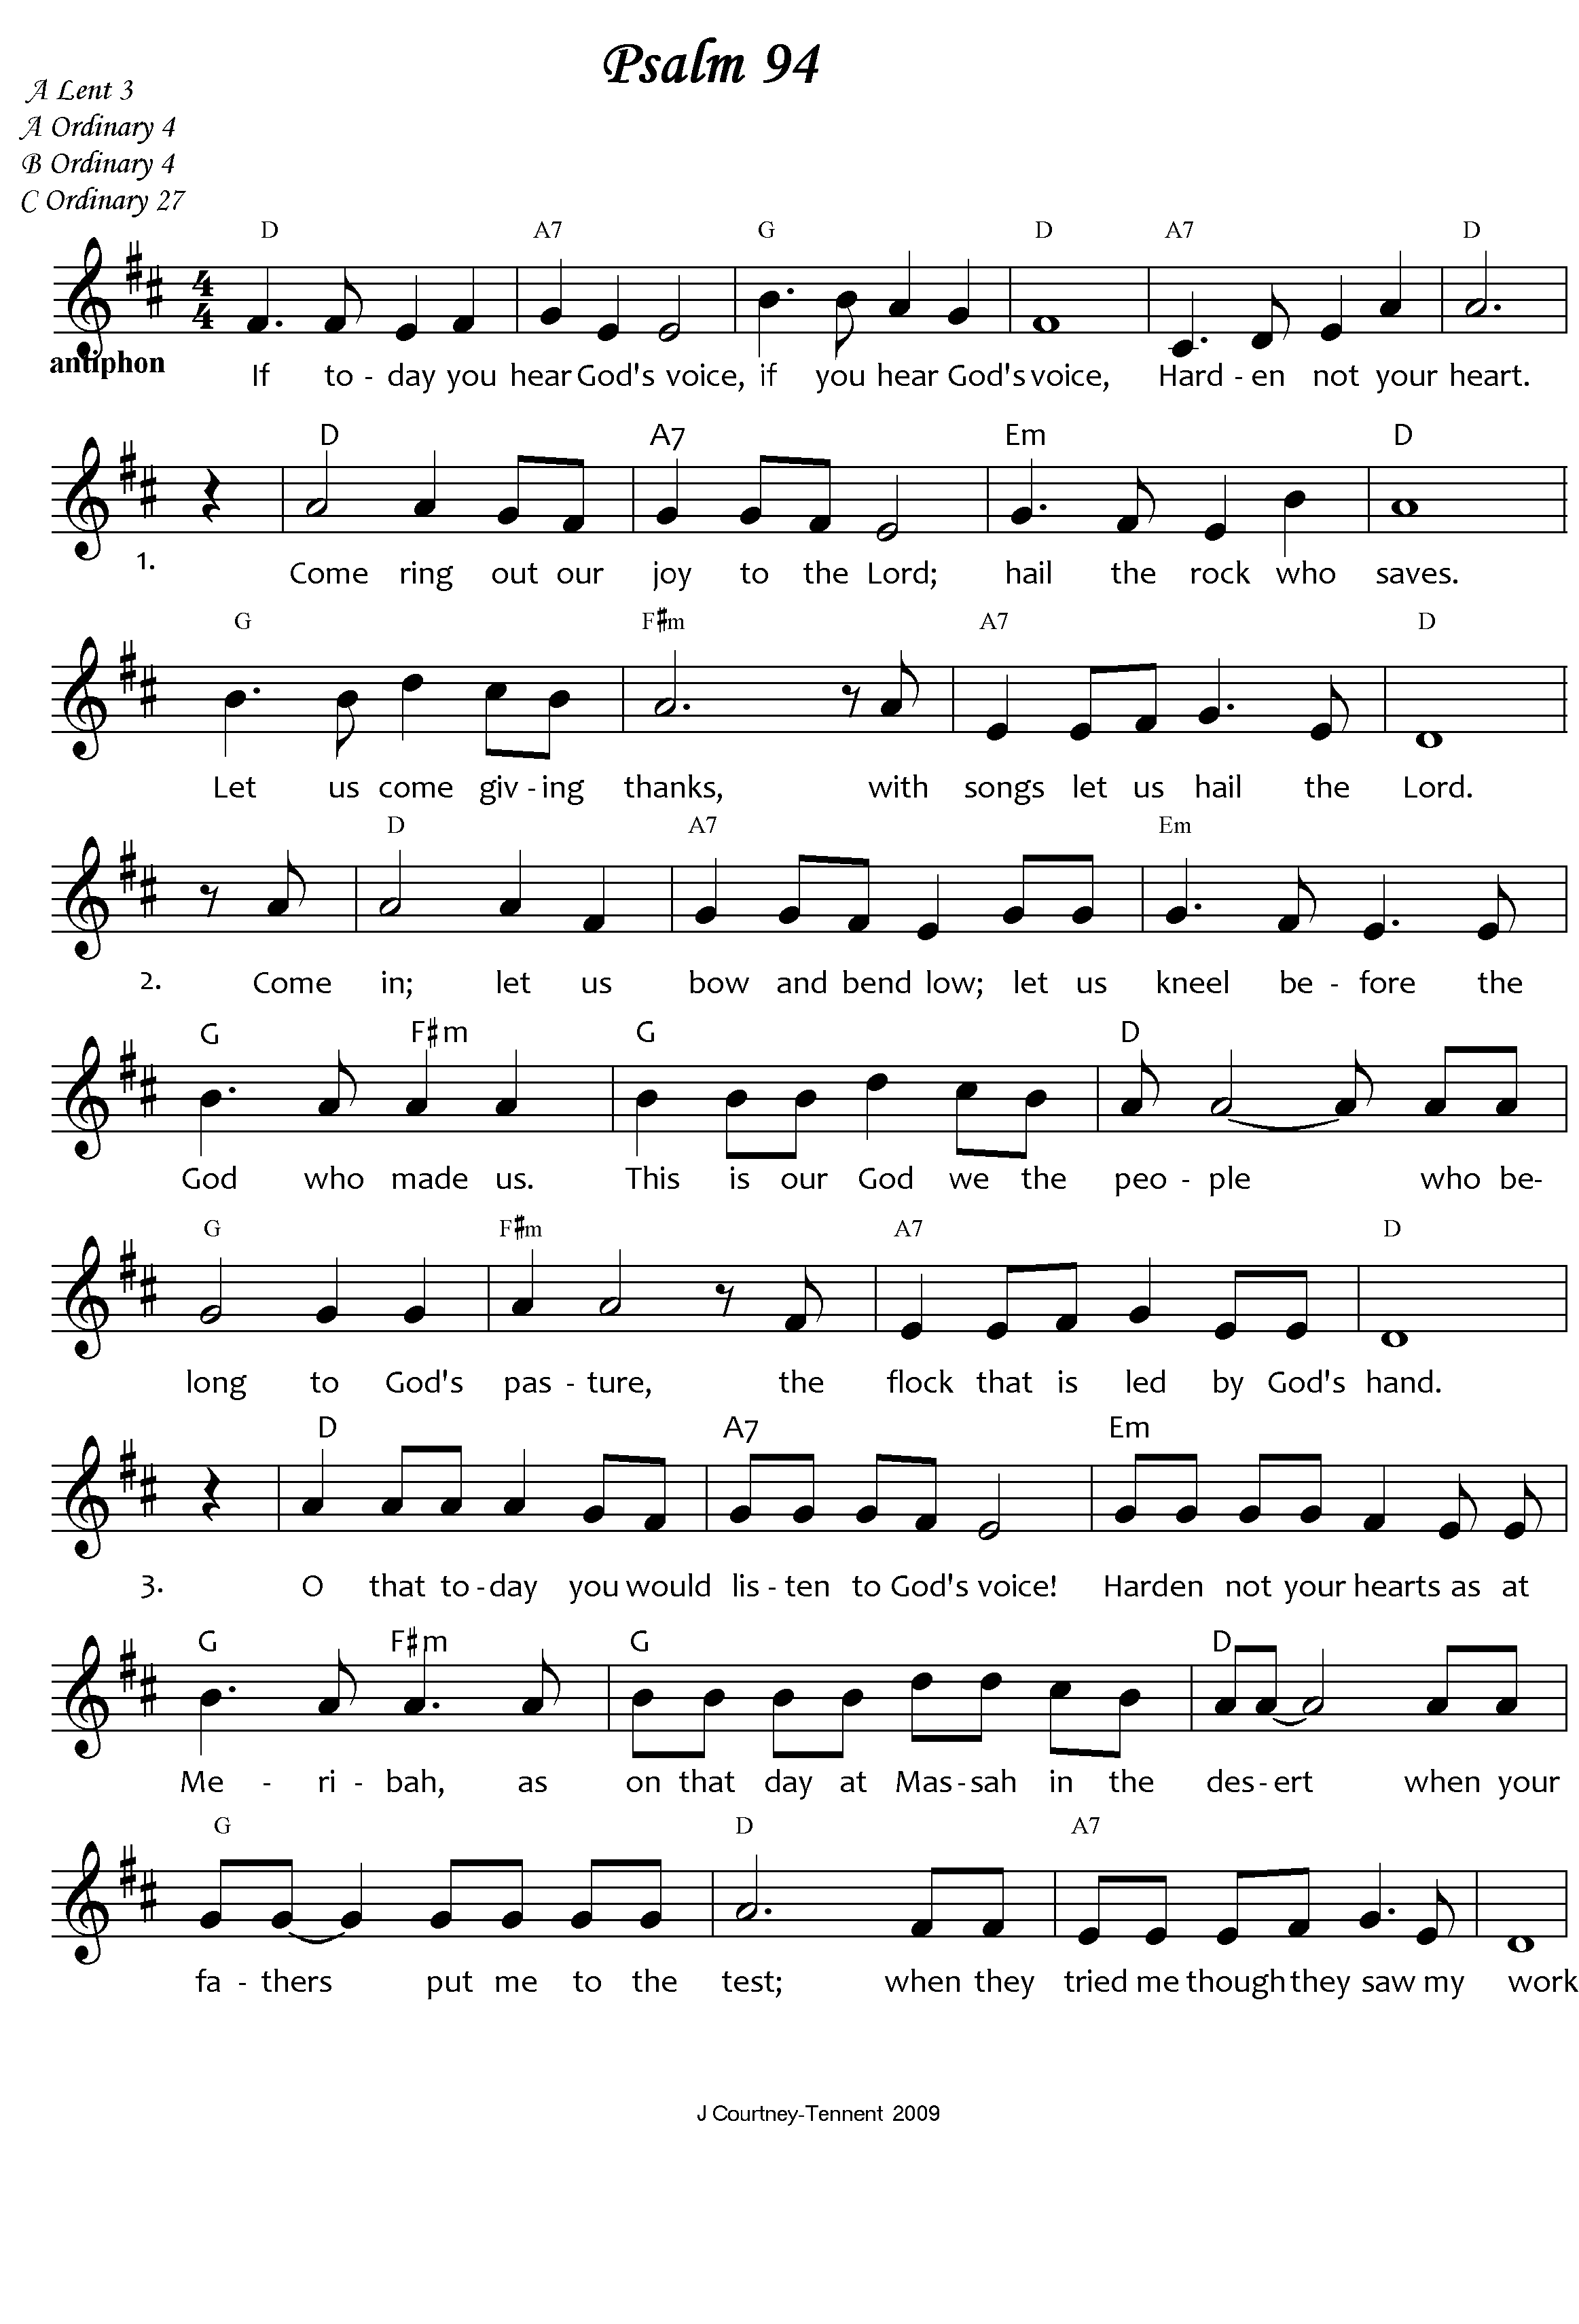 Psalm 94
A Lent 3
A Ordinary 4
B Ordinary 4
C Ordinary 27
D A7 G D A7 D
antiphon
If to - day you hear God's voice, if you hear God's voice, Hard - en not your heart.
D A7 Em D
1.
Come ring out our joy to the Lord; hail the rock who saves.
G F#m A7 D
Let us come giv - ing thanks, with songs let us hail the Lord.
D A7 Em
2. Come in; let us bow and bend low; let us kneel be - fore the
G F#m G D
God who made us. This is our God we the peo - ple who be-
G F#m A7 D
long to God's pas - ture, the flock that is led by God's hand.
D A7 Em
3. O that to - day you would lis - ten to God's voice! Harden not your hearts as at
G F#m G D
Me - ri - bah, as on that day at Mas - sah in the des - ert when your
G D A7
fa - thers put me to the test; when they tried me though they saw my work
J Courtney-Tennent 2009